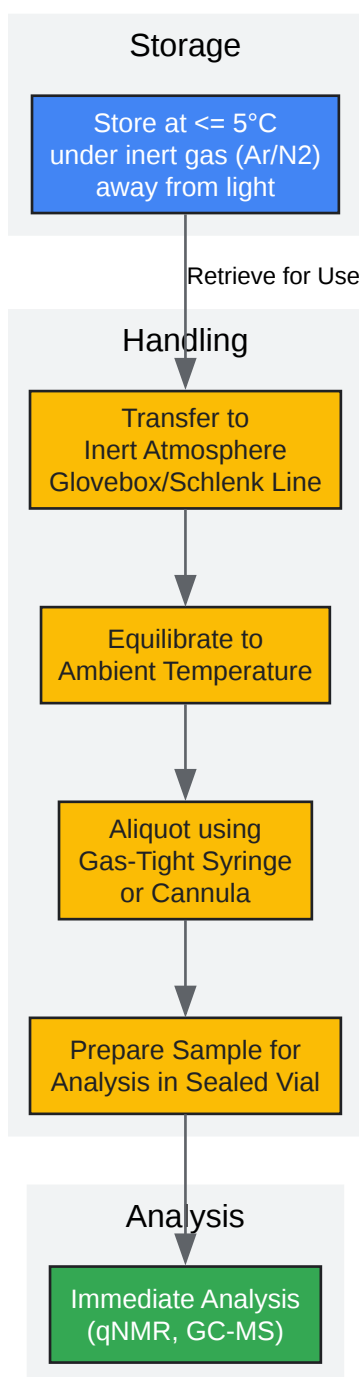 Storage
Store at <= 5°C
under inert gas (Ar/N2)
away from light
Retrieve for Use
Handling
Transfer to
Inert Atmosphere
Glovebox/Schlenk Line
Equilibrate to
Ambient Temperature
Aliquot using
Gas-Tight Syringe
or Cannula
Prepare Sample for
Analysis in Sealed Vial
Analysis
Immediate Analysis
(qNMR, GC-MS)